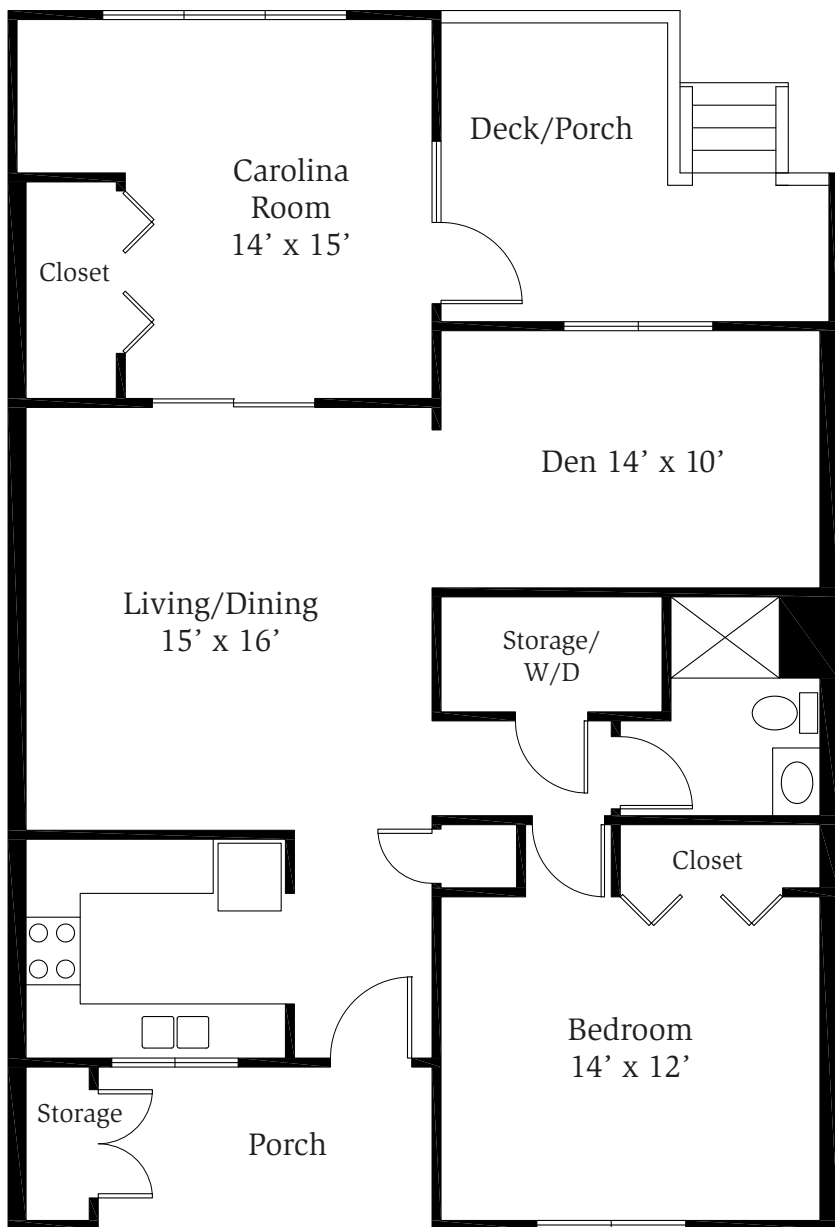 Deck/Porch
Carolina
Room
14’ x 15’
Closet
Den 14’ x 10’
Living/Dining
15’ x 16’
Storage/
W/D
Closet
Bedroom
14’ x 12’
Storage
Porch